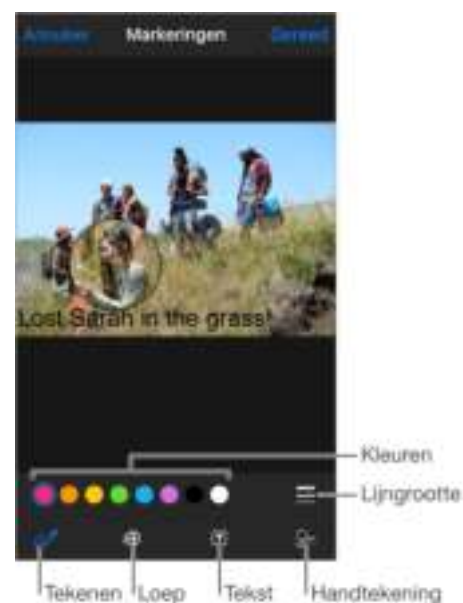 Annuleer Markeringen Gereed
Lost Sarah in the grass!
Kleuren
Lijngrootte
Tekenen Loep Tekst Handtekening